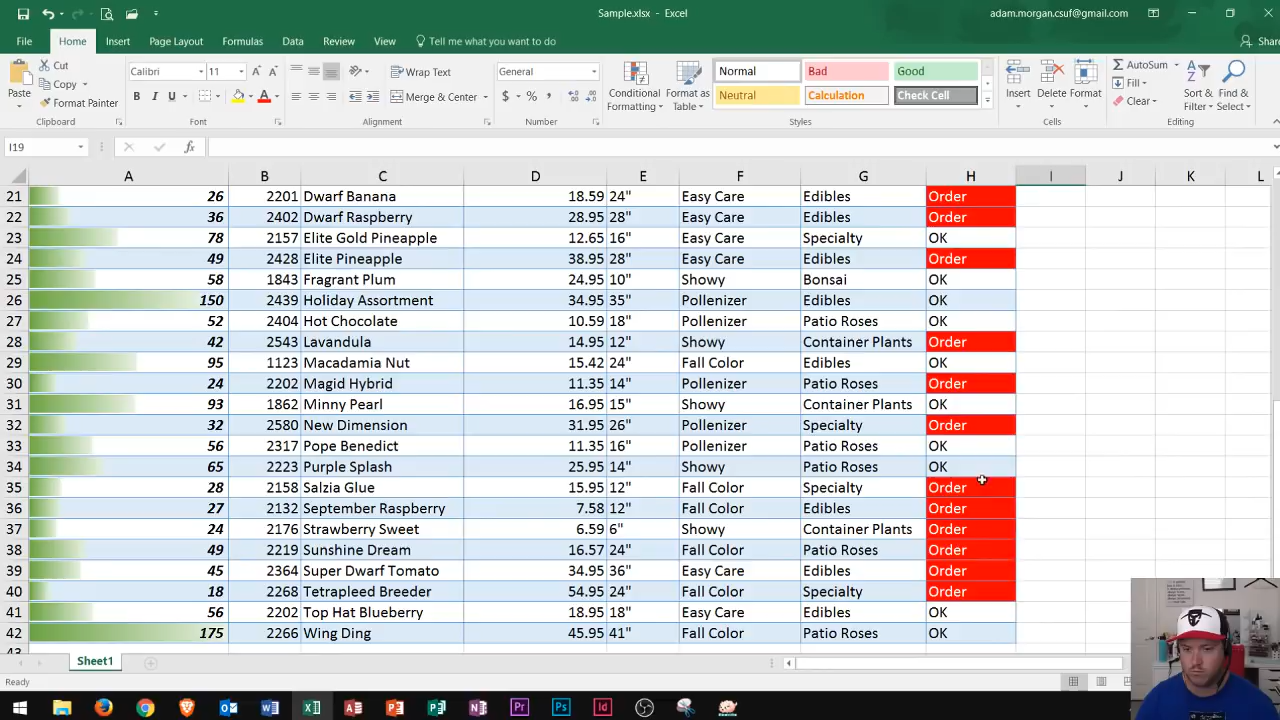 Sample.xlsx - Excel
adam.morgan.csuf@gmail.com
File Home Insert Page Layout Formulas Data Review View Tell me what you want to do Share
Paste Cut Copy Format Painter Clipboard
Calibri 11 A A B I U A Font
Wrap Text Merge & Center Alignment
General $ % , Number
Conditional Formatting Format as Table Normal Bad Good Neutral Calculation Check Cell Styles
Insert Delete Format Cells
AutoSum Fill Clear Sort & Filter Find & Select Editing
I19 fx
A B C D E F G H I J K L
21 26 2201 Dwarf Banana 18.59 24" Easy Care Edibles Order
22 36 2402 Dwarf Raspberry 28.95 28" Easy Care Edibles Order
23 78 2157 Elite Gold Pineapple 12.65 16" Easy Care Specialty OK
24 49 2428 Elite Pineapple 38.95 28" Easy Care Edibles Order
25 58 1843 Fragrant Plum 24.95 10" Showy Bonsai OK
26 150 2439 Holiday Assortment 34.95 35" Pollenizer Edibles OK
27 52 2404 Hot Chocolate 10.59 18" Pollenizer Patio Roses OK
28 42 2543 Lavandula 14.95 12" Showy Container Plants Order
29 95 1123 Macadamia Nut 15.42 24" Fall Color Edibles OK
30 24 2202 Magid Hybrid 11.35 14" Pollenizer Patio Roses Order
31 93 1862 Minny Pearl 16.95 15" Showy Container Plants OK
32 32 2580 New Dimension 31.95 26" Pollenizer Specialty Order
33 56 2317 Pope Benedict 11.35 16" Pollenizer Patio Roses OK
34 65 2223 Purple Splash 25.95 14" Showy Patio Roses OK
35 28 2158 Salzia Glue 15.95 12" Fall Color Specialty Order
36 27 2132 September Raspberry 7.58 12" Fall Color Edibles Order
37 24 2176 Strawberry Sweet 6.59 6" Showy Container Plants Order
38 49 2219 Sunshine Dream 16.57 24" Fall Color Patio Roses Order
39 45 2364 Super Dwarf Tomato 34.95 36" Easy Care Edibles Order
40 18 2268 Tetrapleed Breeder 54.95 24" Fall Color Specialty Order
41 56 2202 Top Hat Blueberry 18.95 18" Easy Care Edibles OK
42 175 2266 Wing Ding 45.95 41" Fall Color Patio Roses OK
Sheet1
Ready